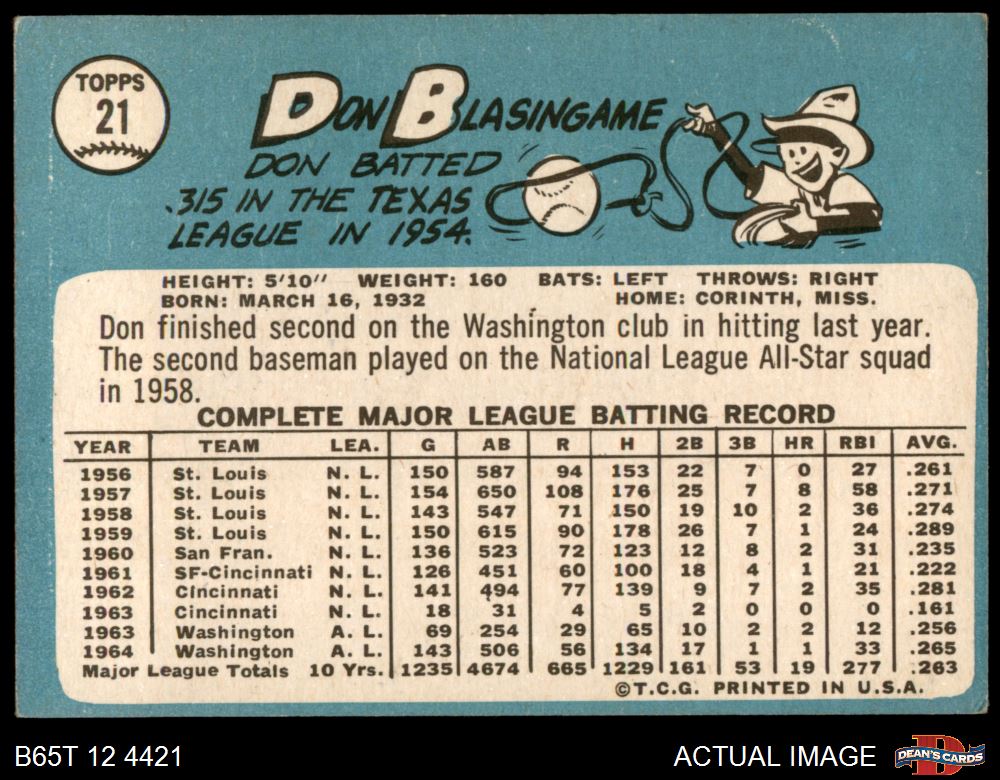 TOPPS
21
DON BLASINGAME
DON BATTED
.315 IN THE TEXAS
LEAGUE IN 1954.
HEIGHT: 5'10" WEIGHT: 160 BATS: LEFT THROWS: RIGHT
BORN: MARCH 16, 1932 HOME: CORINTH, MISS.
Don finished second on the Washington club in hitting last year.
The second baseman played on the National League All-Star squad
in 1958.
COMPLETE MAJOR LEAGUE BATTING RECORD
YEAR TEAM LEA. G AB R H 2B 3B HR RBI AVG.
1956 St. Louis N. L. 150 587 94 153 22 7 0 27 .261
1957 St. Louis N. L. 154 650 108 176 25 7 8 58 .271
1958 St. Louis N. L. 143 547 71 150 19 10 2 36 .274
1959 St. Louis N. L. 150 615 90 178 26 7 1 24 .289
1960 San Fran. N. L. 136 523 72 123 12 8 2 31 .235
1961 SF-Cincinnati N. L. 126 451 60 100 18 4 1 21 .222
1962 Cincinnati N. L. 141 494 77 139 9 7 2 35 .281
1963 Cincinnati N. L. 18 31 4 5 2 0 0 0 .161
1963 Washington A. L. 69 254 29 65 10 2 2 12 .256
1964 Washington A. L. 143 506 56 134 17 1 1 33 .265
Major League Totals 10 Yrs. 1235 4674 665 1229 161 53 19 277 .263
©T.C.G. PRINTED IN U.S.A.
B65T 12 4421 ACTUAL IMAGE DEAN'S CARDS